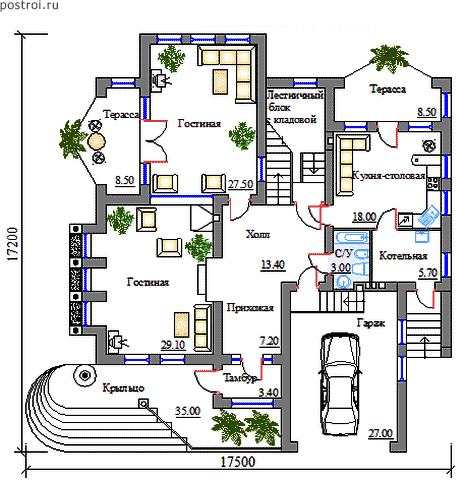 postroi.ru
Терасса
8.50
Гостиная
27.50
Лестничный
блок
с кладовой
Терасса
8.50
Кухня-столовая
18.00
Холл
13.40
С/У
3.00
Котельная
5.70
Гостиная
29.10
Прихожая
7.20
Гараж
27.00
Тамбур
3.40
Крыльцо
35.00
17200
17500